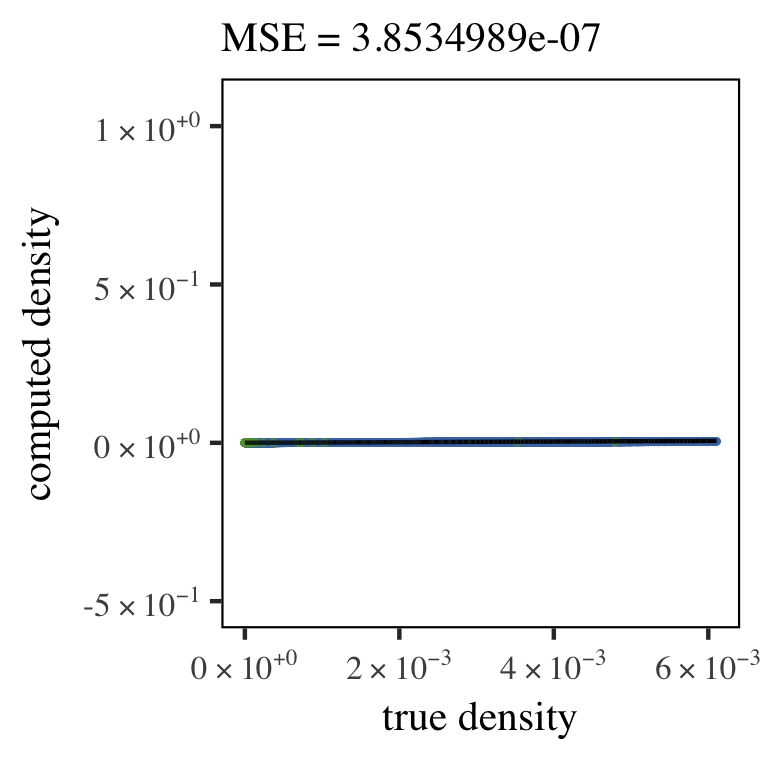 MSE = 3.8534989e-07
computed density
1 × 10⁺⁰
5 × 10⁻¹
0 × 10⁺⁰
-5 × 10⁻¹
0 × 10⁺⁰ 2 × 10⁻³ 4 × 10⁻³ 6 × 10⁻³
true density